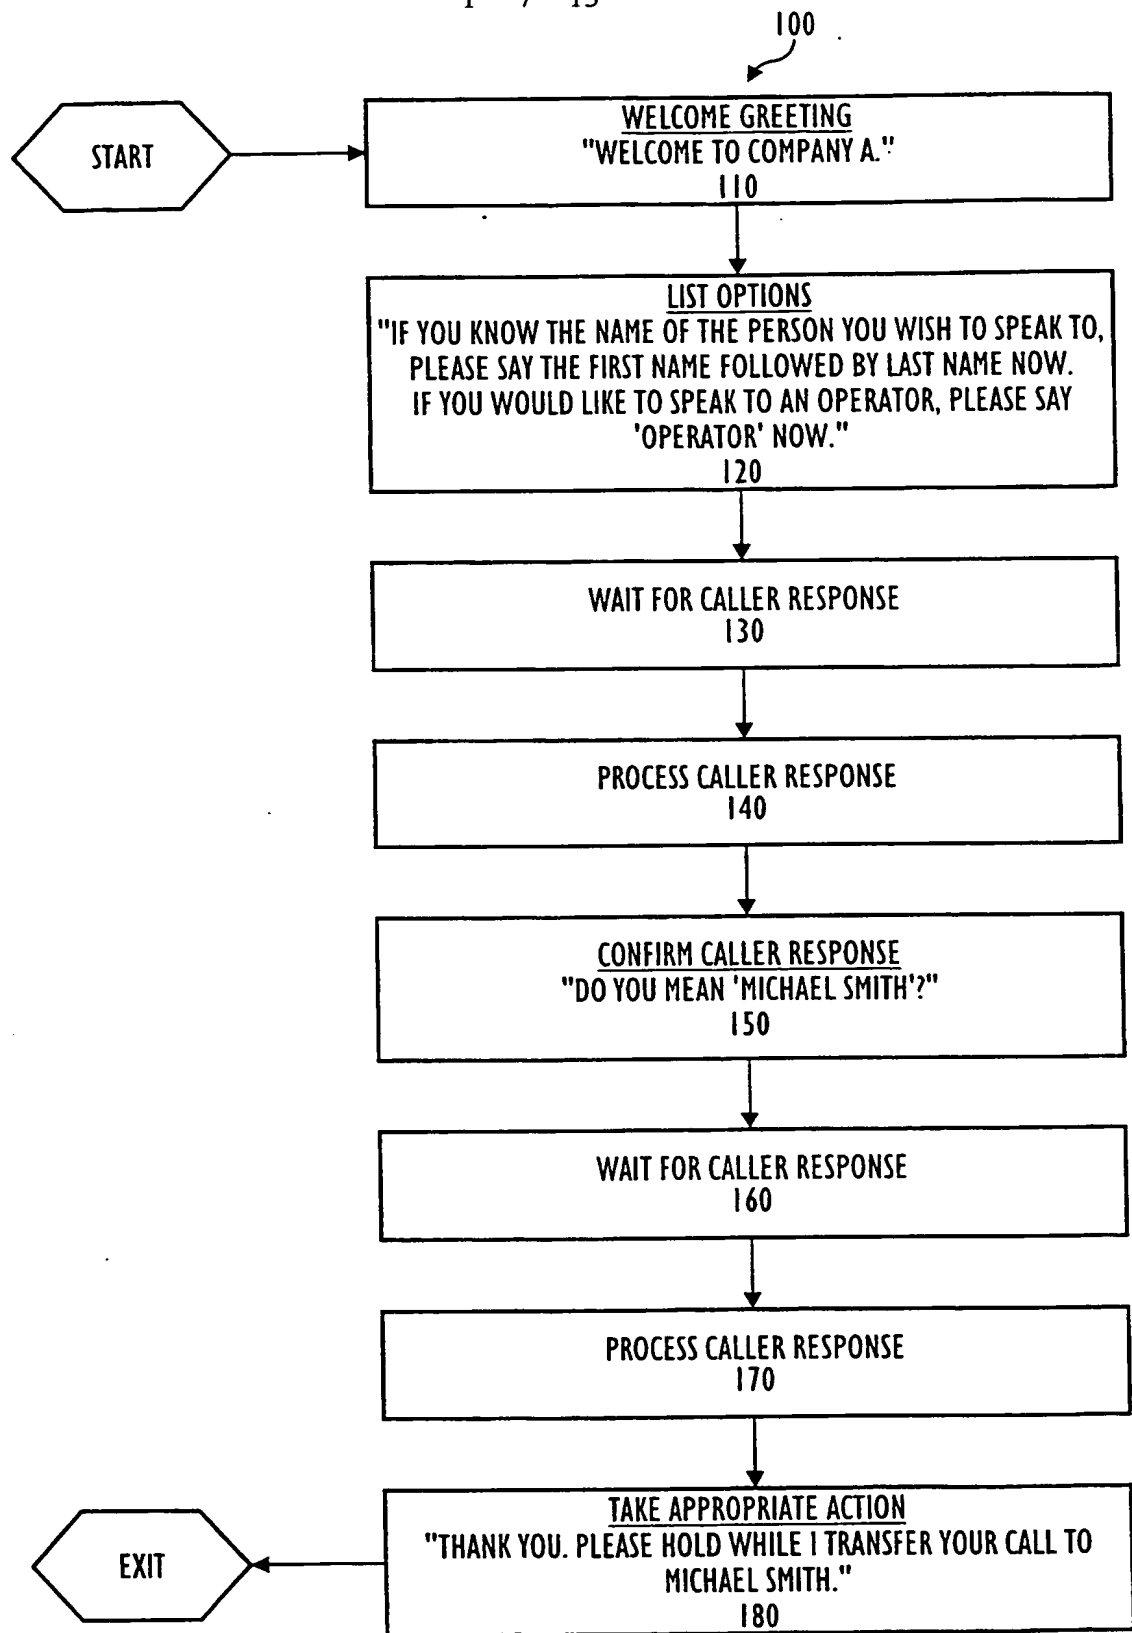 100
START
WELCOME GREETING
"WELCOME TO COMPANY A."
110
LIST OPTIONS
"IF YOU KNOW THE NAME OF THE PERSON YOU WISH TO SPEAK TO,
PLEASE SAY THE FIRST NAME FOLLOWED BY LAST NAME NOW.
IF YOU WOULD LIKE TO SPEAK TO AN OPERATOR, PLEASE SAY
'OPERATOR' NOW."
120
WAIT FOR CALLER RESPONSE
130
PROCESS CALLER RESPONSE
140
CONFIRM CALLER RESPONSE
"DO YOU MEAN 'MICHAEL SMITH'?"
150
WAIT FOR CALLER RESPONSE
160
PROCESS CALLER RESPONSE
170
TAKE APPROPRIATE ACTION
"THANK YOU. PLEASE HOLD WHILE I TRANSFER YOUR CALL TO
MICHAEL SMITH."
180
EXIT